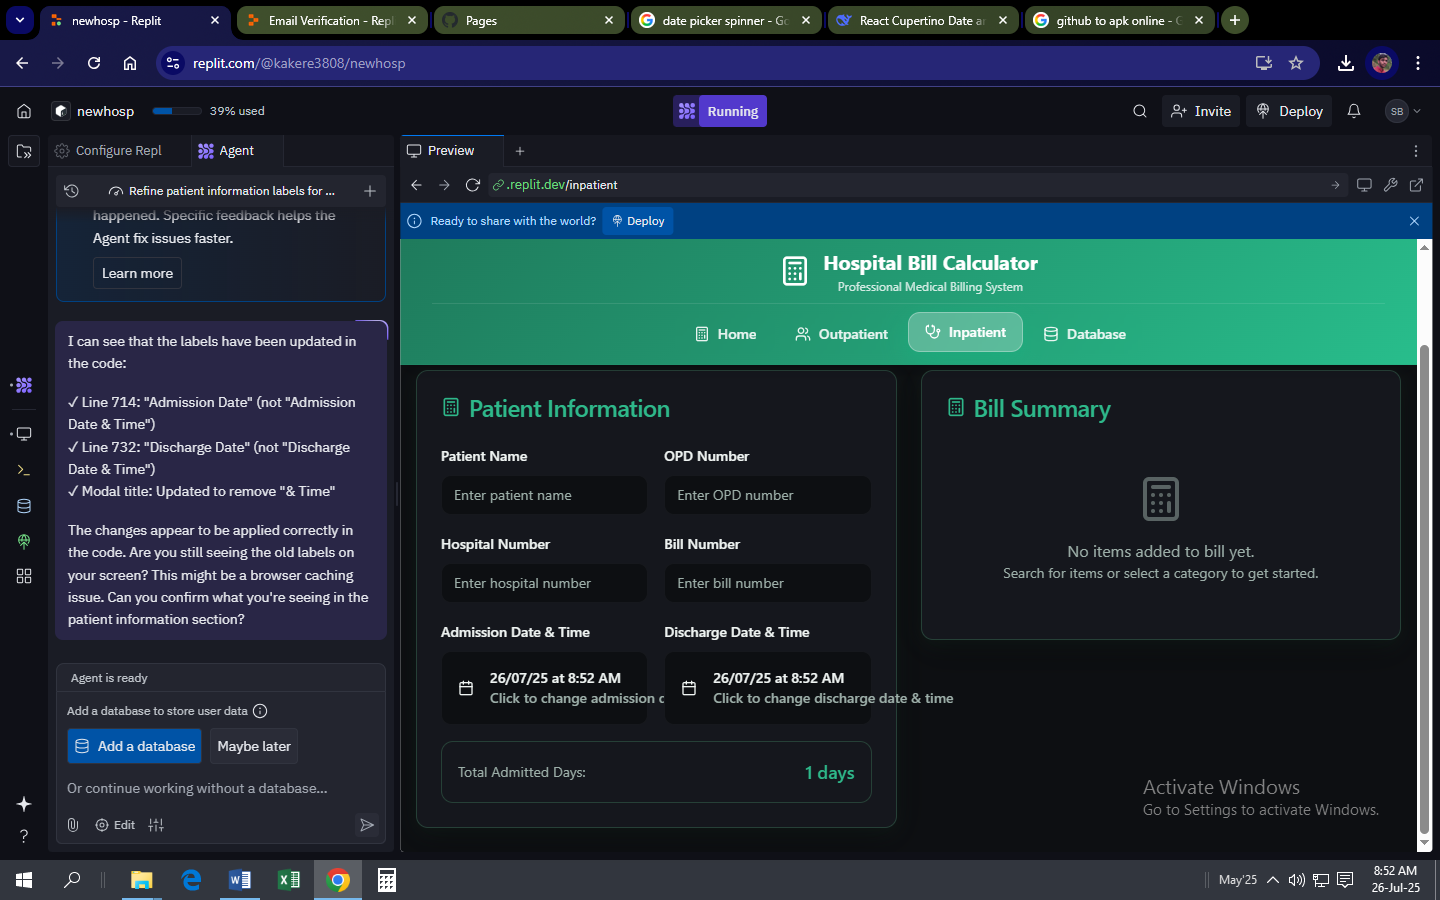 newhosp - Replit
Email Verification - Repl
Pages
date picker spinner - Go
React Cupertino Date an
github to apk online - G
replit.com/@kakere3808/newhosp
newhosp
39% used
Running
Invite
Deploy
SB
Configure Repl
Agent
Preview
Refine patient information labels for ...
.replit.dev/inpatient
happened. Specific feedback helps the
Agent fix issues faster.
Learn more
Ready to share with the world?
Deploy
I can see that the labels have been updated in
the code:
✓ Line 714: "Admission Date" (not "Admission
Date & Time")
✓ Line 732: "Discharge Date" (not "Discharge
Date & Time")
✓ Modal title: Updated to remove "& Time"
The changes appear to be applied correctly in
the code. Are you still seeing the old labels on
your screen? This might be a browser caching
issue. Can you confirm what you're seeing in the
patient information section?
Agent is ready
Add a database to store user data
Add a database
Maybe later
Or continue working without a database...
Edit
Hospital Bill Calculator
Professional Medical Billing System
Home
Outpatient
Inpatient
Database
Patient Information
Patient Name
OPD Number
Enter patient name
Enter OPD number
Hospital Number
Bill Number
Enter hospital number
Enter bill number
Admission Date & Time
Discharge Date & Time
26/07/25 at 8:52 AM
Click to change admission d
26/07/25 at 8:52 AM
Click to change discharge date & time
Total Admitted Days:
1 days
Bill Summary
No items added to bill yet.
Search for items or select a category to get started.
Activate Windows
Go to Settings to activate Windows.
May'25
8:52 AM
26-Jul-25